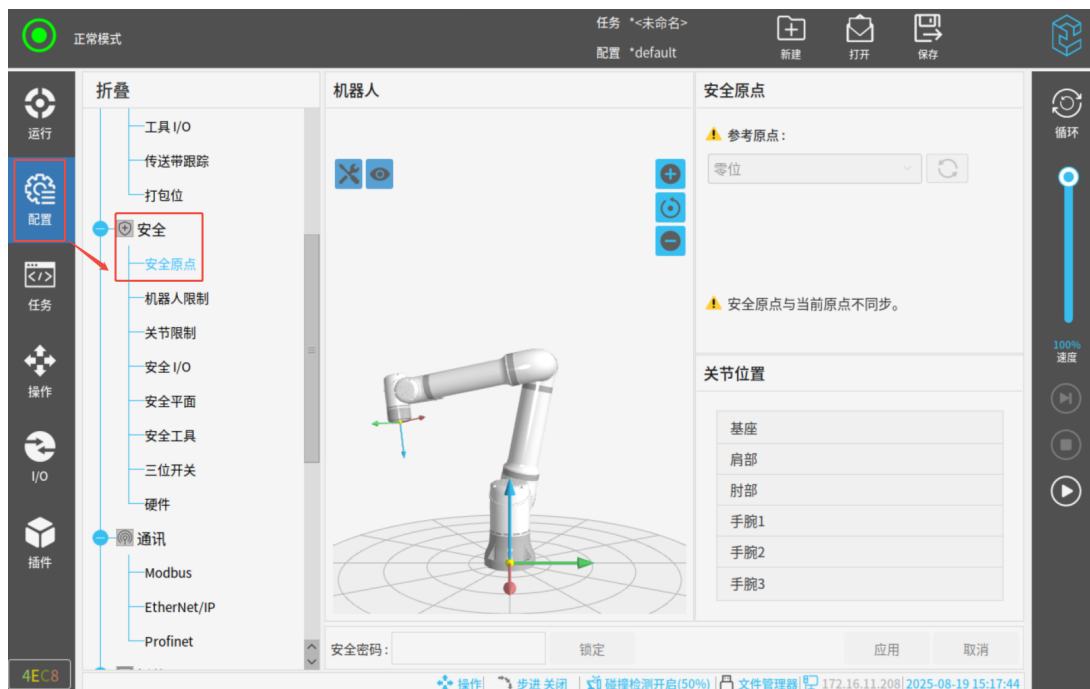 正常模式
任务 *<未命名>
配置 *default
新建
打开
保存
运行
配置
任务
操作
I/O
插件
4EC8
折叠
工具 I/O
传送带跟踪
打包位
安全
安全原点
机器人限制
关节限制
安全 I/O
安全平面
安全工具
三位开关
硬件
通讯
Modbus
EtherNet/IP
Profinet
机器人
安全原点
参考原点:
零位
安全原点与当前原点不同步。
关节位置
基座
肩部
肘部
手腕1
手腕2
手腕3
安全密码:
锁定
应用
取消
循环
100%
速度
操作| 步进 关闭 | 碰撞检测开启(50%) | 文件管理器| 172.16.11.208| 2025-08-19 15:17:44